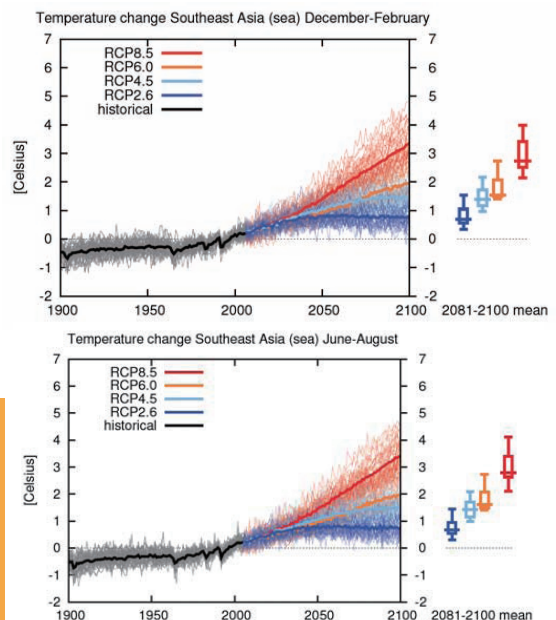 Temperature change Southeast Asia (sea) December-February
7
6
5
4
3
2
1
0
-1
-2
[Celsius]
RCP8.5
RCP6.0
RCP4.5
RCP2.6
historical
7
6
5
4
3
2
1
0
-1
-2
1900 1950 2000 2050 2100 2081-2100 mean
Temperature change Southeast Asia (sea) June-August
7
6
5
4
3
2
1
0
-1
-2
[Celsius]
RCP8.5
RCP6.0
RCP4.5
RCP2.6
historical
7
6
5
4
3
2
1
0
-1
-2
1900 1950 2000 2050 2100 2081-2100 mean